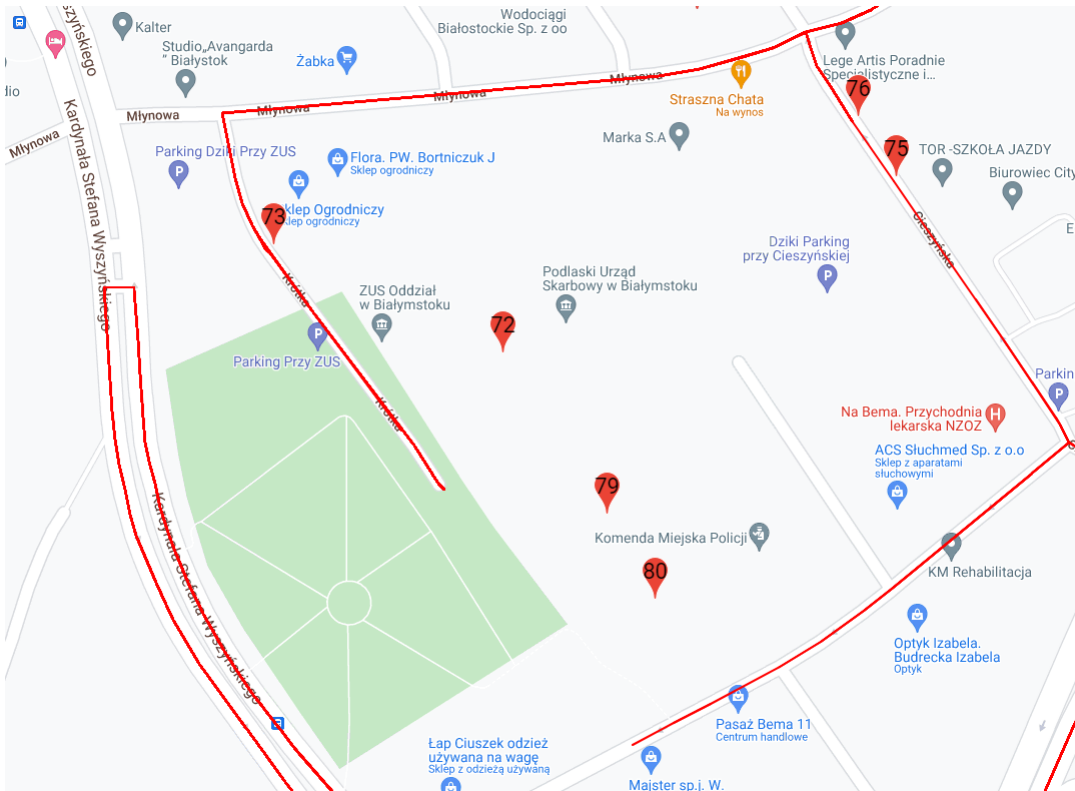 szyńskiego
Kalter
Wodociągi
Białostockie Sp. z oo
Studio„Avangarda
" Białystok
Żabka
dio
Kardynała Stefana Wyszyńskiego
Młynowa
Młynowa
Młynowa
Młynowa
Młynowa
Lege Artis Poradnie
Specjalistyczne i...
76
Straszna Chata
Na wynos
Marka S.A
75
TOR -SZKOŁA JAZDY
Biurowiec City
Parking Dziki Przy ZUS
P
Flora. PW. Bortniczuk J
Sklep ogrodniczy
Sklep Ogrodniczy
sklep ogrodniczy
73
Cieszyńska
E
Dziki Parking
przy Cieszyńskiej
P
Krótka
ZUS Oddział
w Białymstoku
Podlaski Urząd
Skarbowy w Białymstoku
72
P
Parking Przy ZUS
Krótka
Parkin
P
Na Bema. Przychodnia
lekarska NZOZ
H
ACS Słuchmed Sp. z o.o
Sklep z aparatami
słuchowymi
79
Komenda Miejska Policji
80
KM Rehabilitacja
Kardynała Stefana Wyszyńskiego
Optyk Izabela.
Budrecka Izabela
Optyk
Pasaż Bema 11
Centrum handlowe
Łap Ciuszek odzież
używana na wagę
Sklep z odzieżą używaną
Majster sp.j. W.